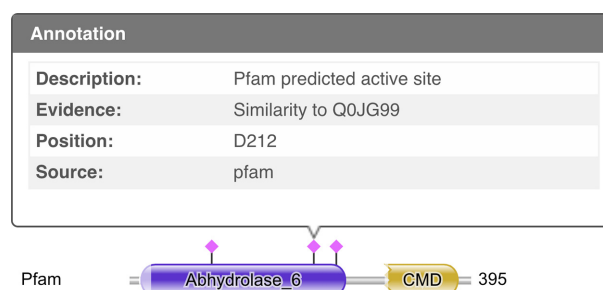 Annotation
Description: Pfam predicted active site
Evidence: Similarity to Q0JG99
Position: D212
Source: pfam
Pfam Abhydrolase_6 CMD 395